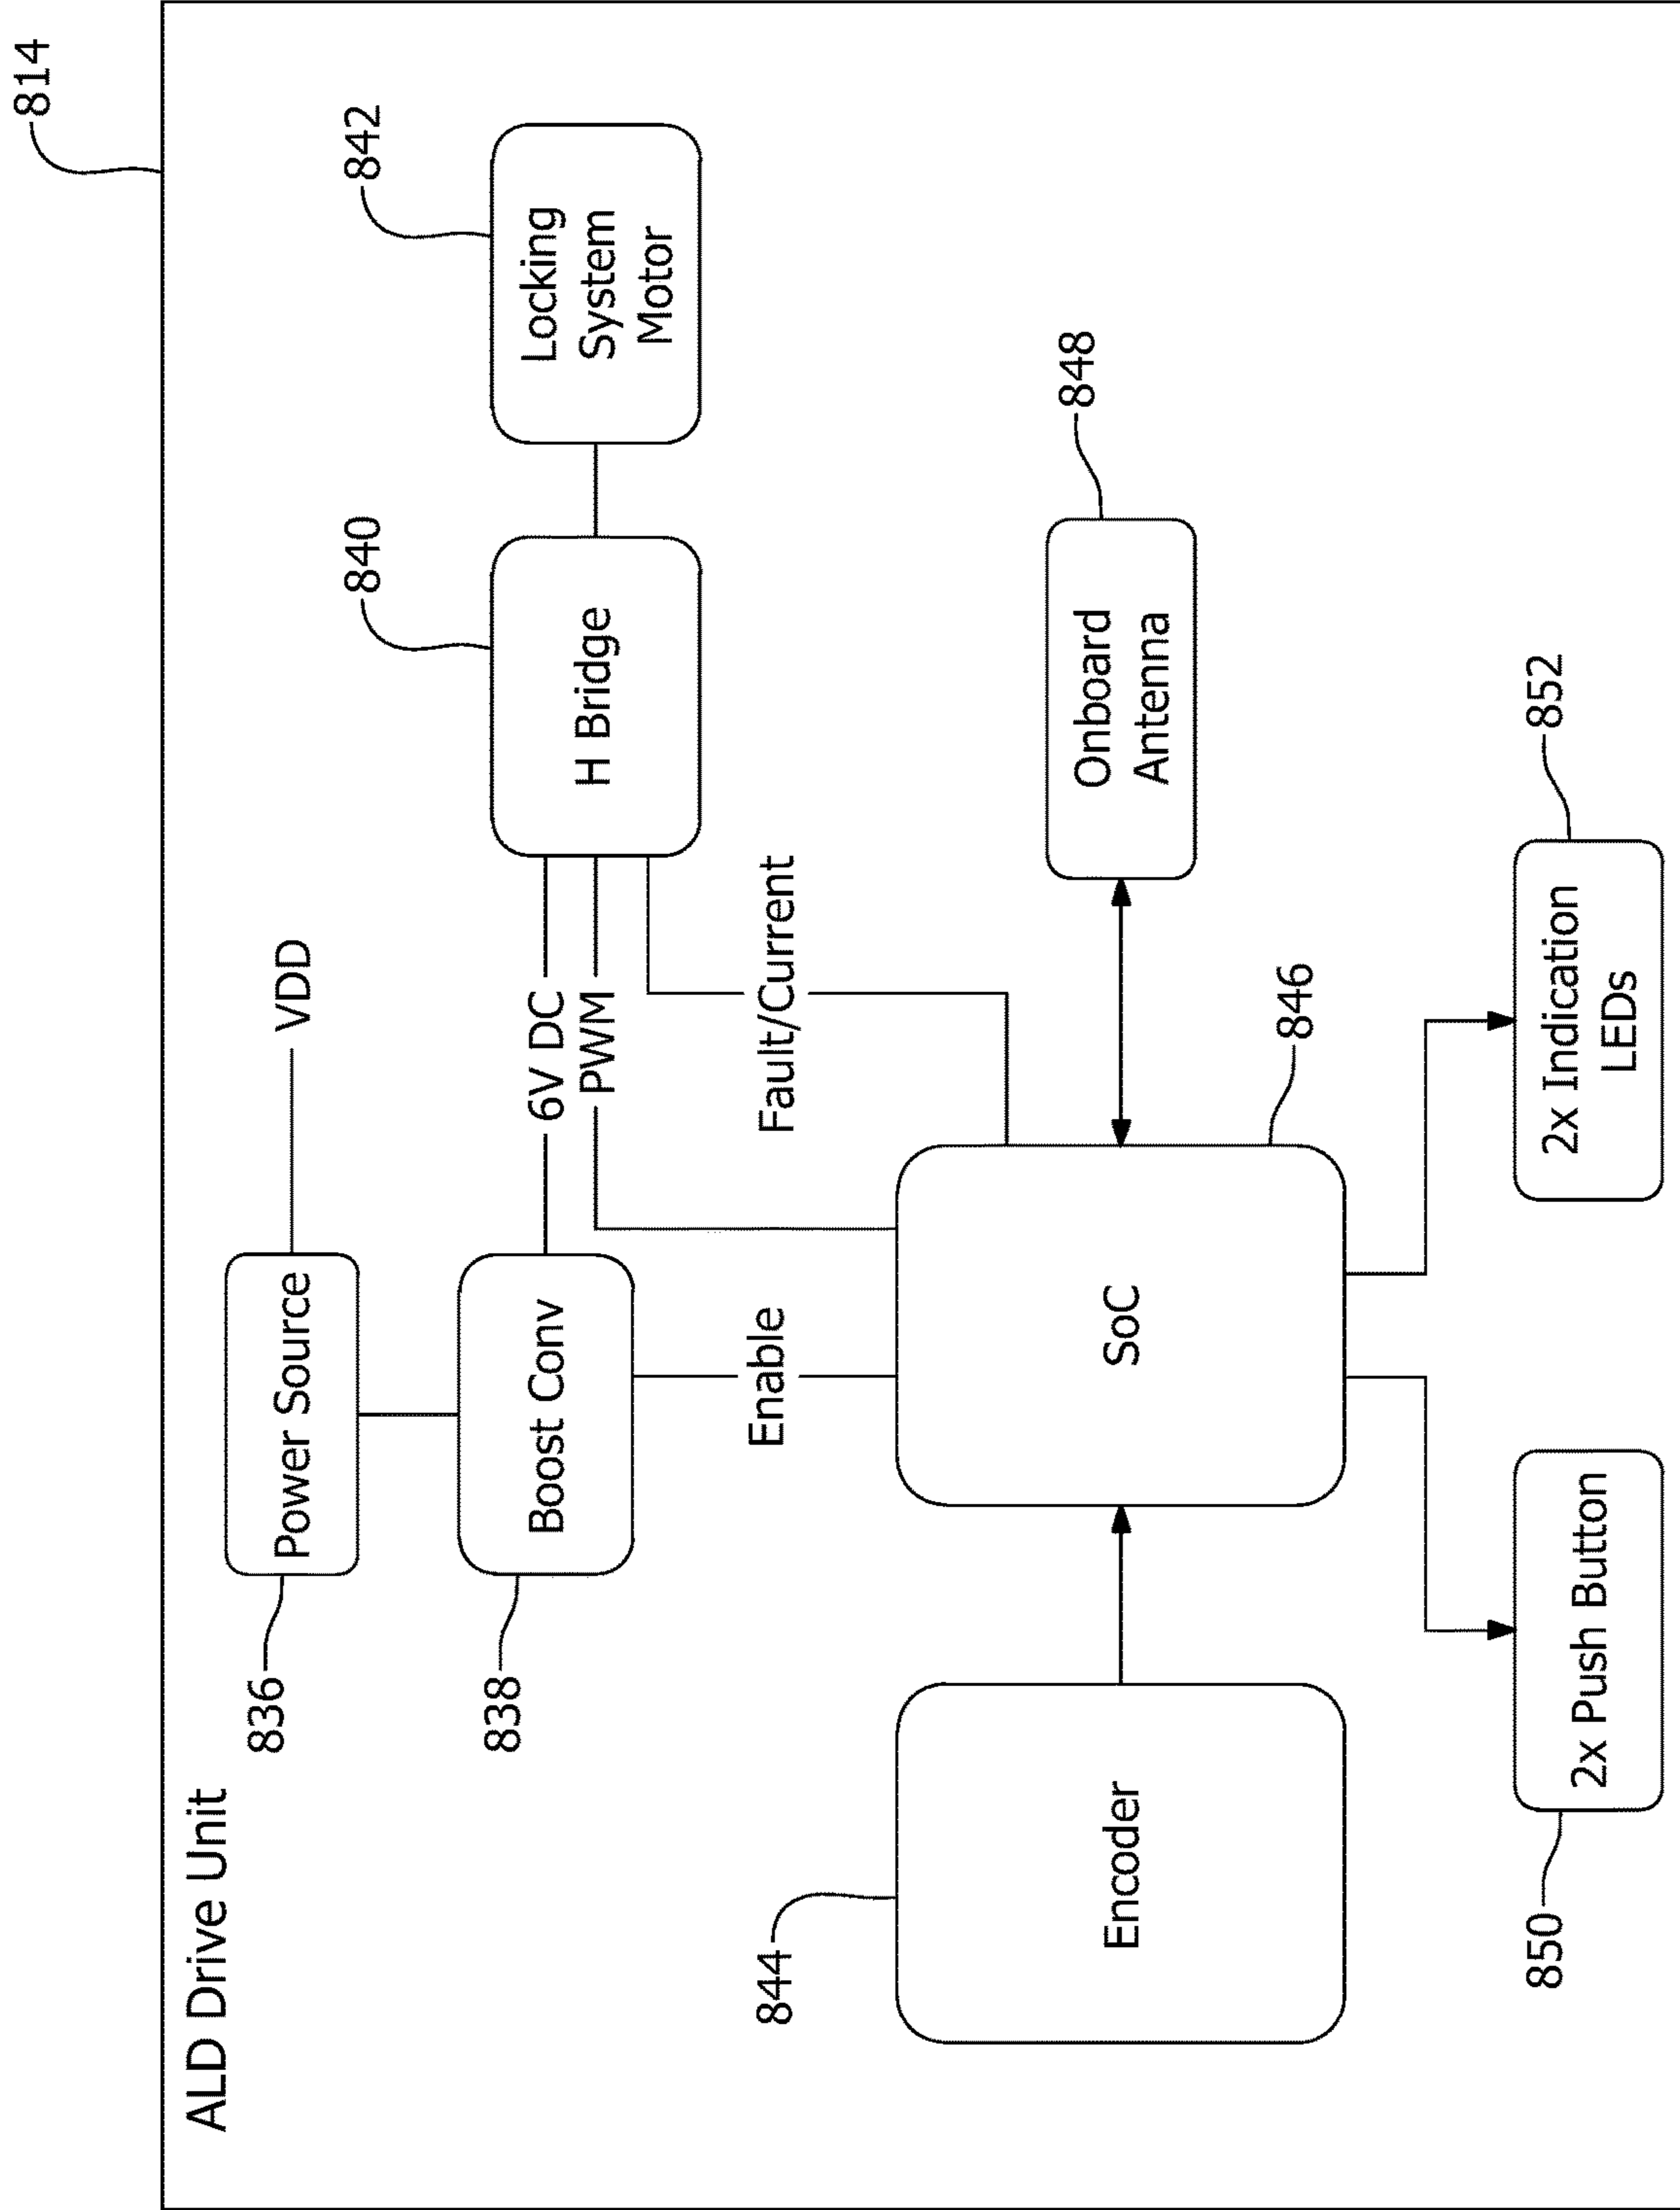 814
ALD Drive Unit
836
Power Source
VDD
838
Boost Conv
6V DC
PWM
840
H Bridge
842
Locking
System
Motor
Enable
Fault/Current
844
Encoder
SoC
846
Onboard
Antenna
848
850
2x Push Button
2x Indication
LEDs
852